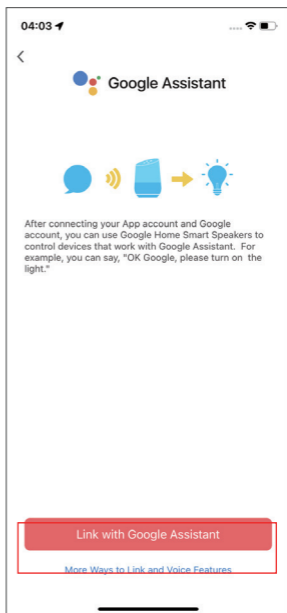 04:03
Google Assistant
After connecting your App account and Google
account, you can use Google Home Smart Speakers to
control devices that work with Google Assistant. For
example, you can say, "OK Google, please turn on the
light."
Link with Google Assistant
More Ways to Link and Voice Features